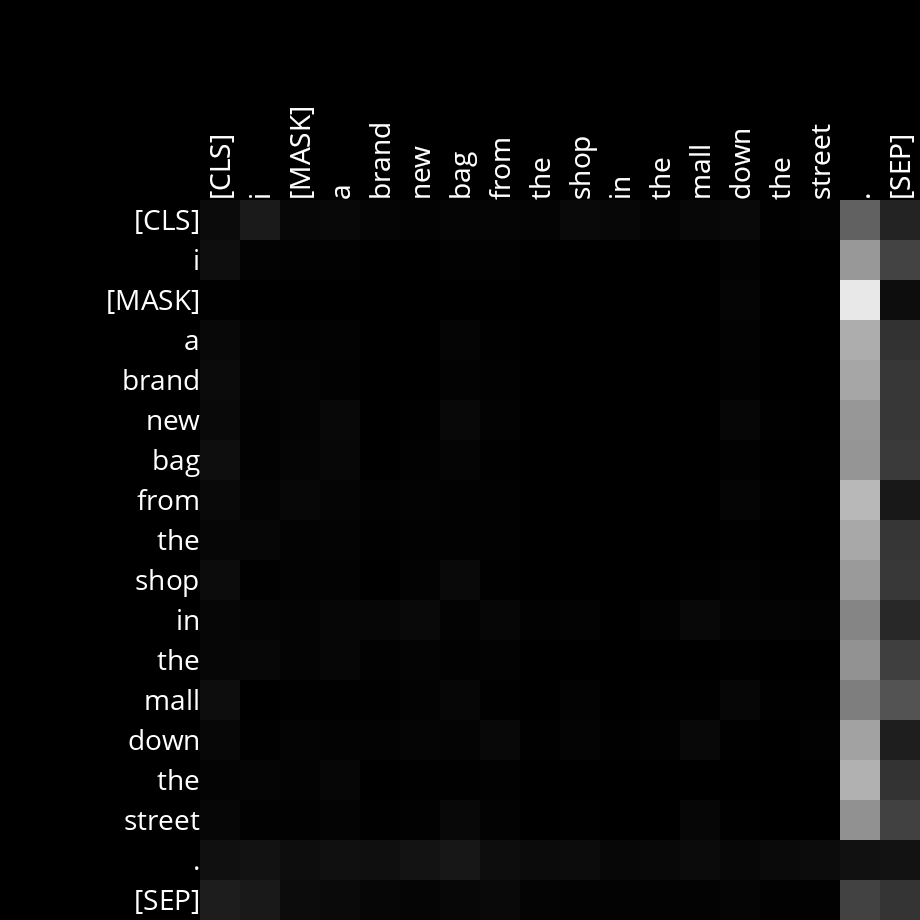 [CLS] i [MASK] a brand new bag from the shop in the mall down the street . [SEP]
[CLS]
i
[MASK]
a
brand
new
bag
from
the
shop
in
the
mall
down
the
street
.
[SEP]